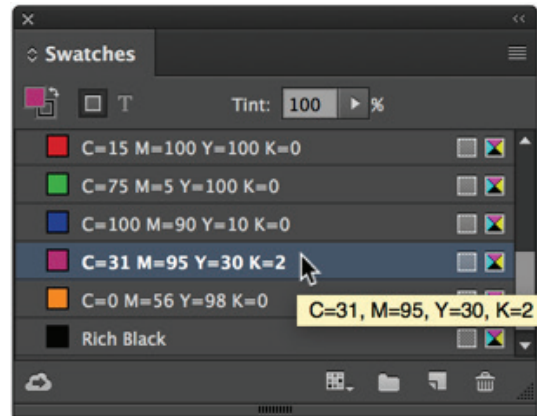 Swatches
T Tint: 100 %
C=15 M=100 Y=100 K=0
C=75 M=5 Y=100 K=0
C=100 M=90 Y=10 K=0
C=31 M=95 Y=30 K=2
C=0 M=56 Y=98 K=0
C=31, M=95, Y=30, K=2
Rich Black